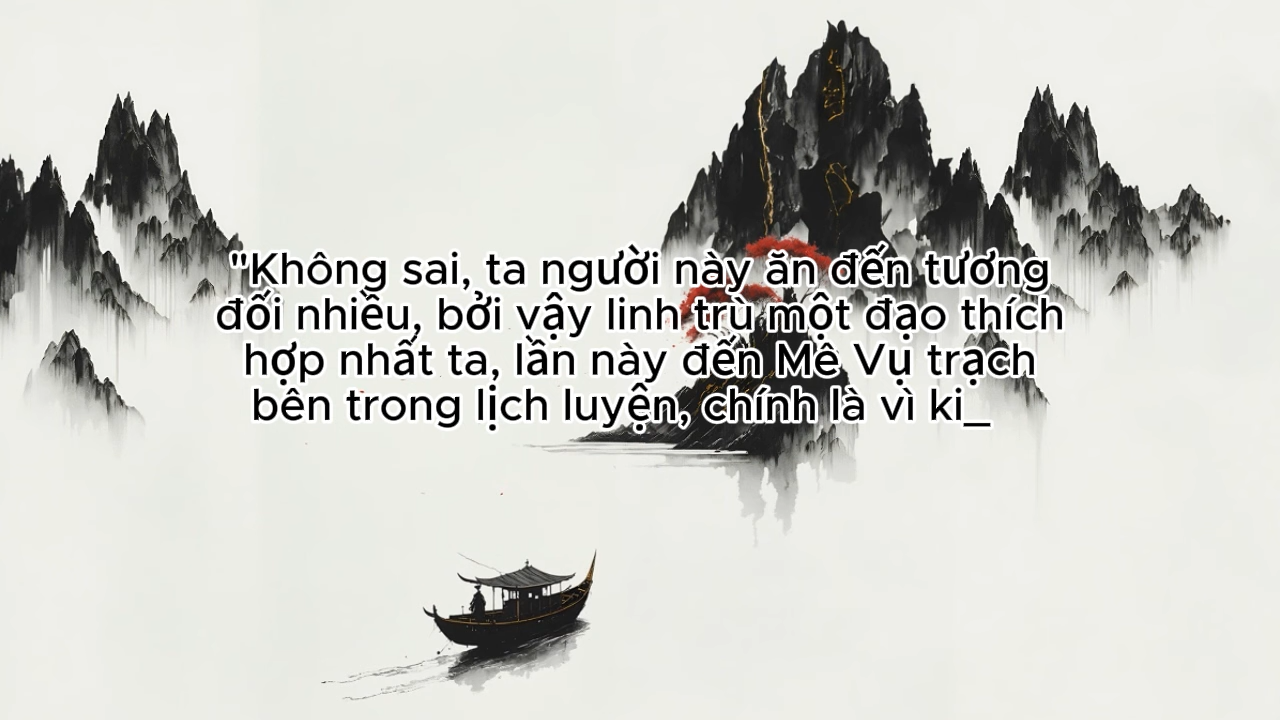 "Không sai, ta người này ăn đến tương
đối nhiều, bởi vậy linh trù một đạo thích
hợp nhất ta, lần này đến Mê Vụ trạch
bên trong lịch luyện, chính là vì ki_